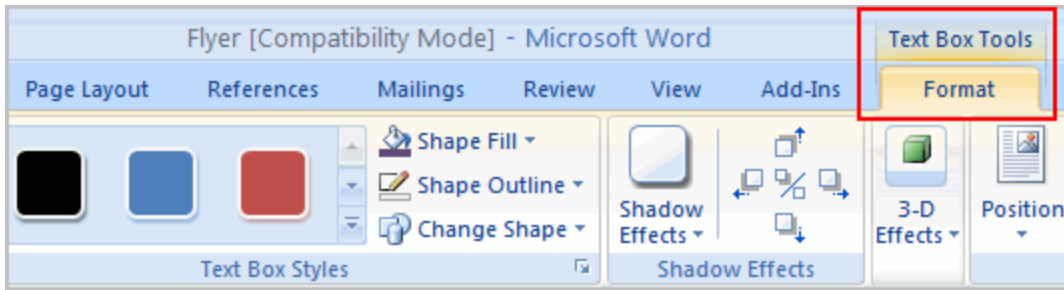 Flyer [Compatibility Mode] - Microsoft Word
Text Box Tools
Page Layout References Mailings Review View Add-Ins Format
Shape Fill
Shape Outline
Change Shape
Text Box Styles
Shadow
Effects
Shadow Effects
3-D
Effects
Position